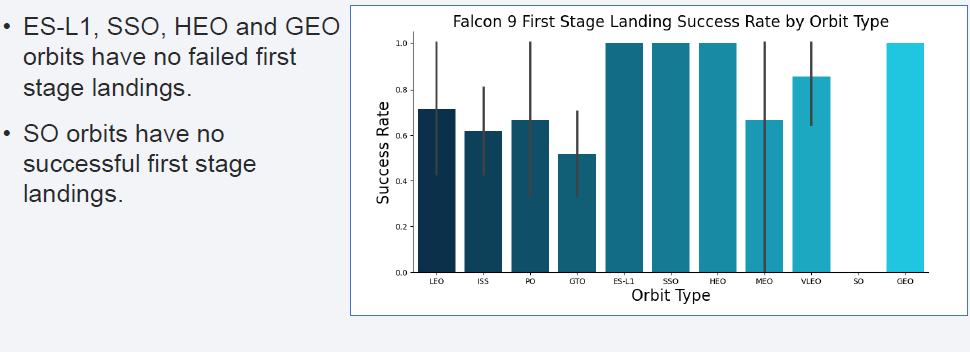 • ES-L1, SSO, HEO and GEO
orbits have no failed first
stage landings.
• SO orbits have no
successful first stage
landings.
Falcon 9 First Stage Landing Success Rate by Orbit Type
Success Rate
1.0
0.8
0.6
0.4
0.2
0.0
LEO ISS PO GTO ES-L1 SSO HEO MEO VLEO SO GEO
Orbit Type